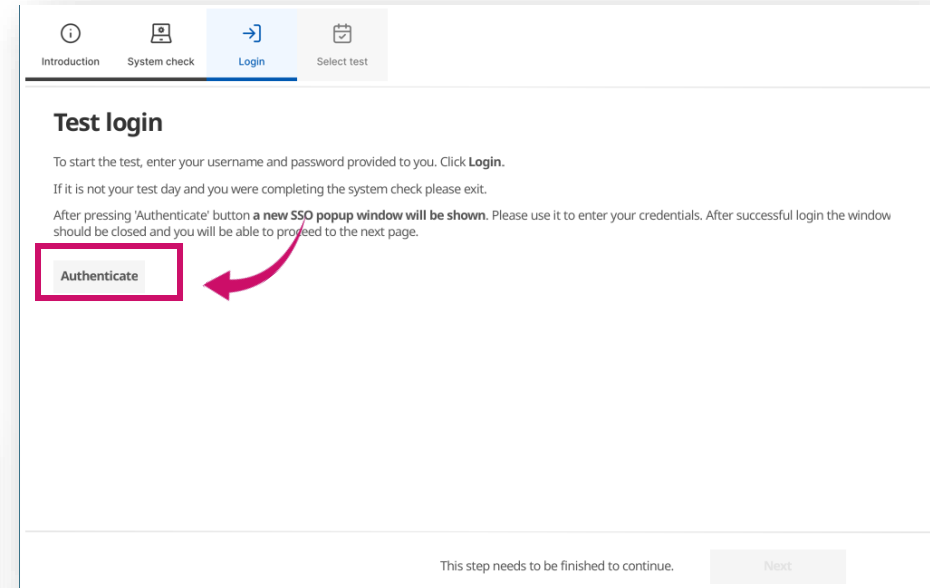 Introduction
System check
Login
Select test
Test login
To start the test, enter your username and password provided to you. Click Login.
If it is not your test day and you were completing the system check please exit.
After pressing 'Authenticate' button a new SSO popup window will be shown. Please use it to enter your credentials. After successful login the window
should be closed and you will be able to proceed to the next page.
Authenticate
This step needs to be finished to continue.
Next